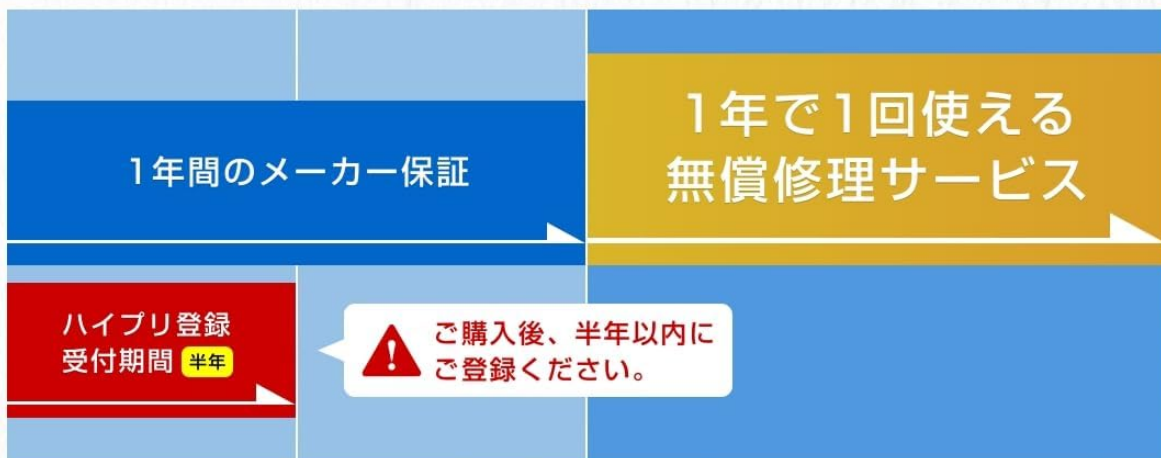 1年間のメーカー保証
1年で1回使える
無償修理サービス
ハイプリ登録
受付期間 半年
ご購入後、半年以内に
ご登録ください。